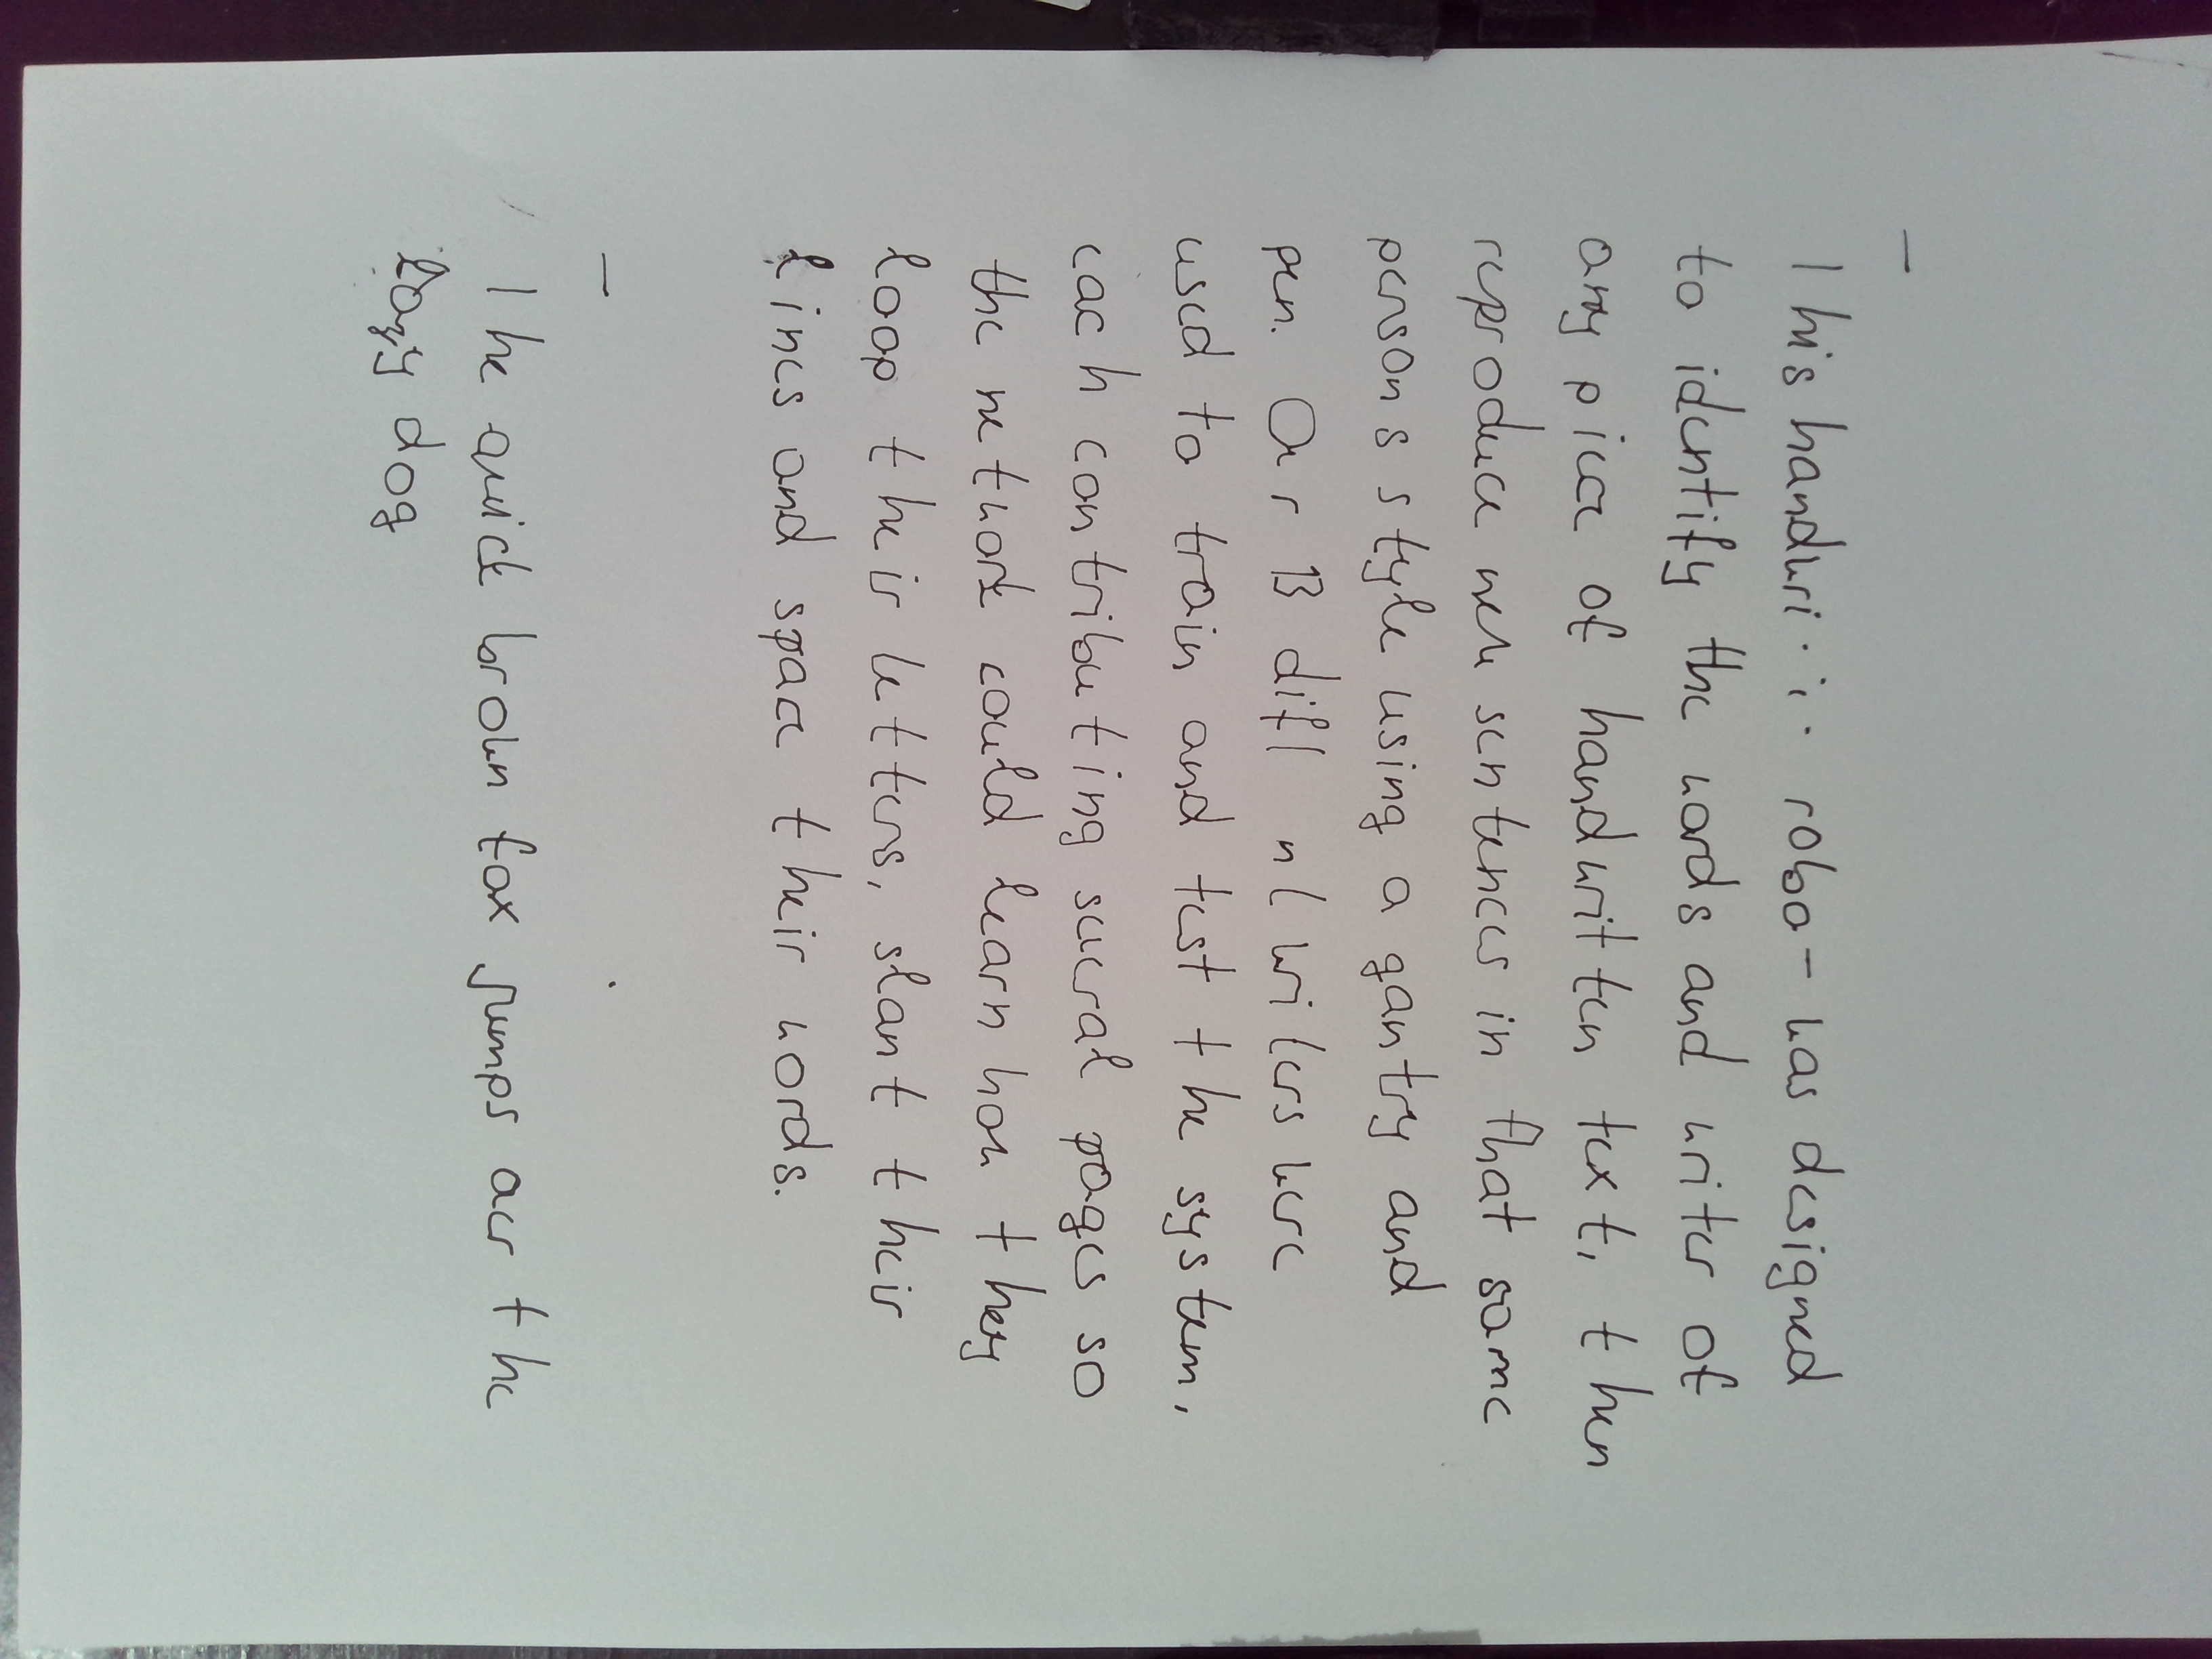 This handwri i robo- was designed
to identify the words and writer of
any piece of handwritten text, then
reproduce new sentences in that same
persons style using a gantry and
pen. Over 13 different writers were
used to train and test the system,
each contributing several pages so
the network could learn how they
loop their letters, slant their
lines and space their words.
The quick brown fox jumps over the
lazy dog